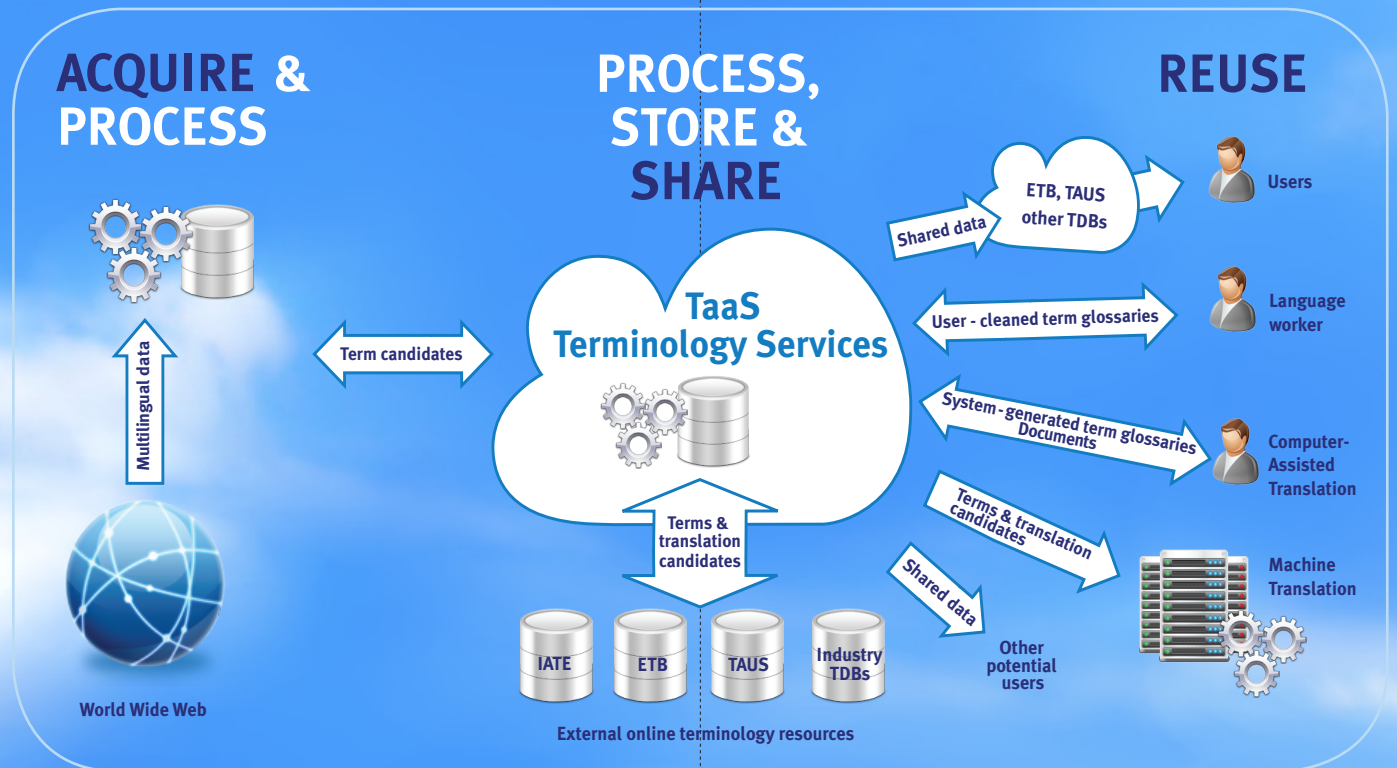 ACQUIRE &
PROCESS
Multilingual data
World Wide Web
Term candidates
PROCESS,
STORE &
SHARE
TaaS
Terminology Services
Terms &
translation
candidates
IATE
ETB
TAUS
Industry
TDBs
External online terminology resources
REUSE
Shared data
ETB, TAUS
other TDBs
Users
User - cleaned term glossaries
Language
worker
System - generated term glossaries
Documents
Computer-
Assisted
Translation
Terms & translation
candidates
Machine
Translation
Shared data
Other
potential
users